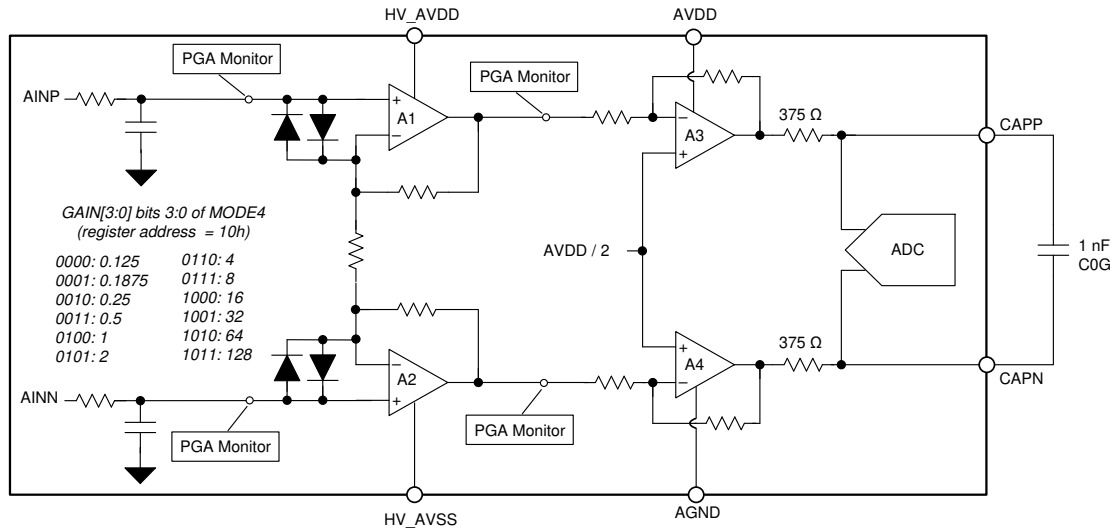 HV_AVDD
AVDD
PGA Monitor
PGA Monitor
AINP
+
A1
−
−
A3
+
375 Ω
CAPP
GAIN[3:0] bits 3:0 of MODE4
(register address = 10h)
0000: 0.125
0001: 0.1875
0010: 0.25
0011: 0.5
0100: 1
0101: 2
0110: 4
0111: 8
1000: 16
1001: 32
1010: 64
1011: 128
AVDD / 2
ADC
1 nF
C0G
−
A2
+
+
A4
−
375 Ω
CAPN
AINN
PGA Monitor
PGA Monitor
HV_AVSS
AGND